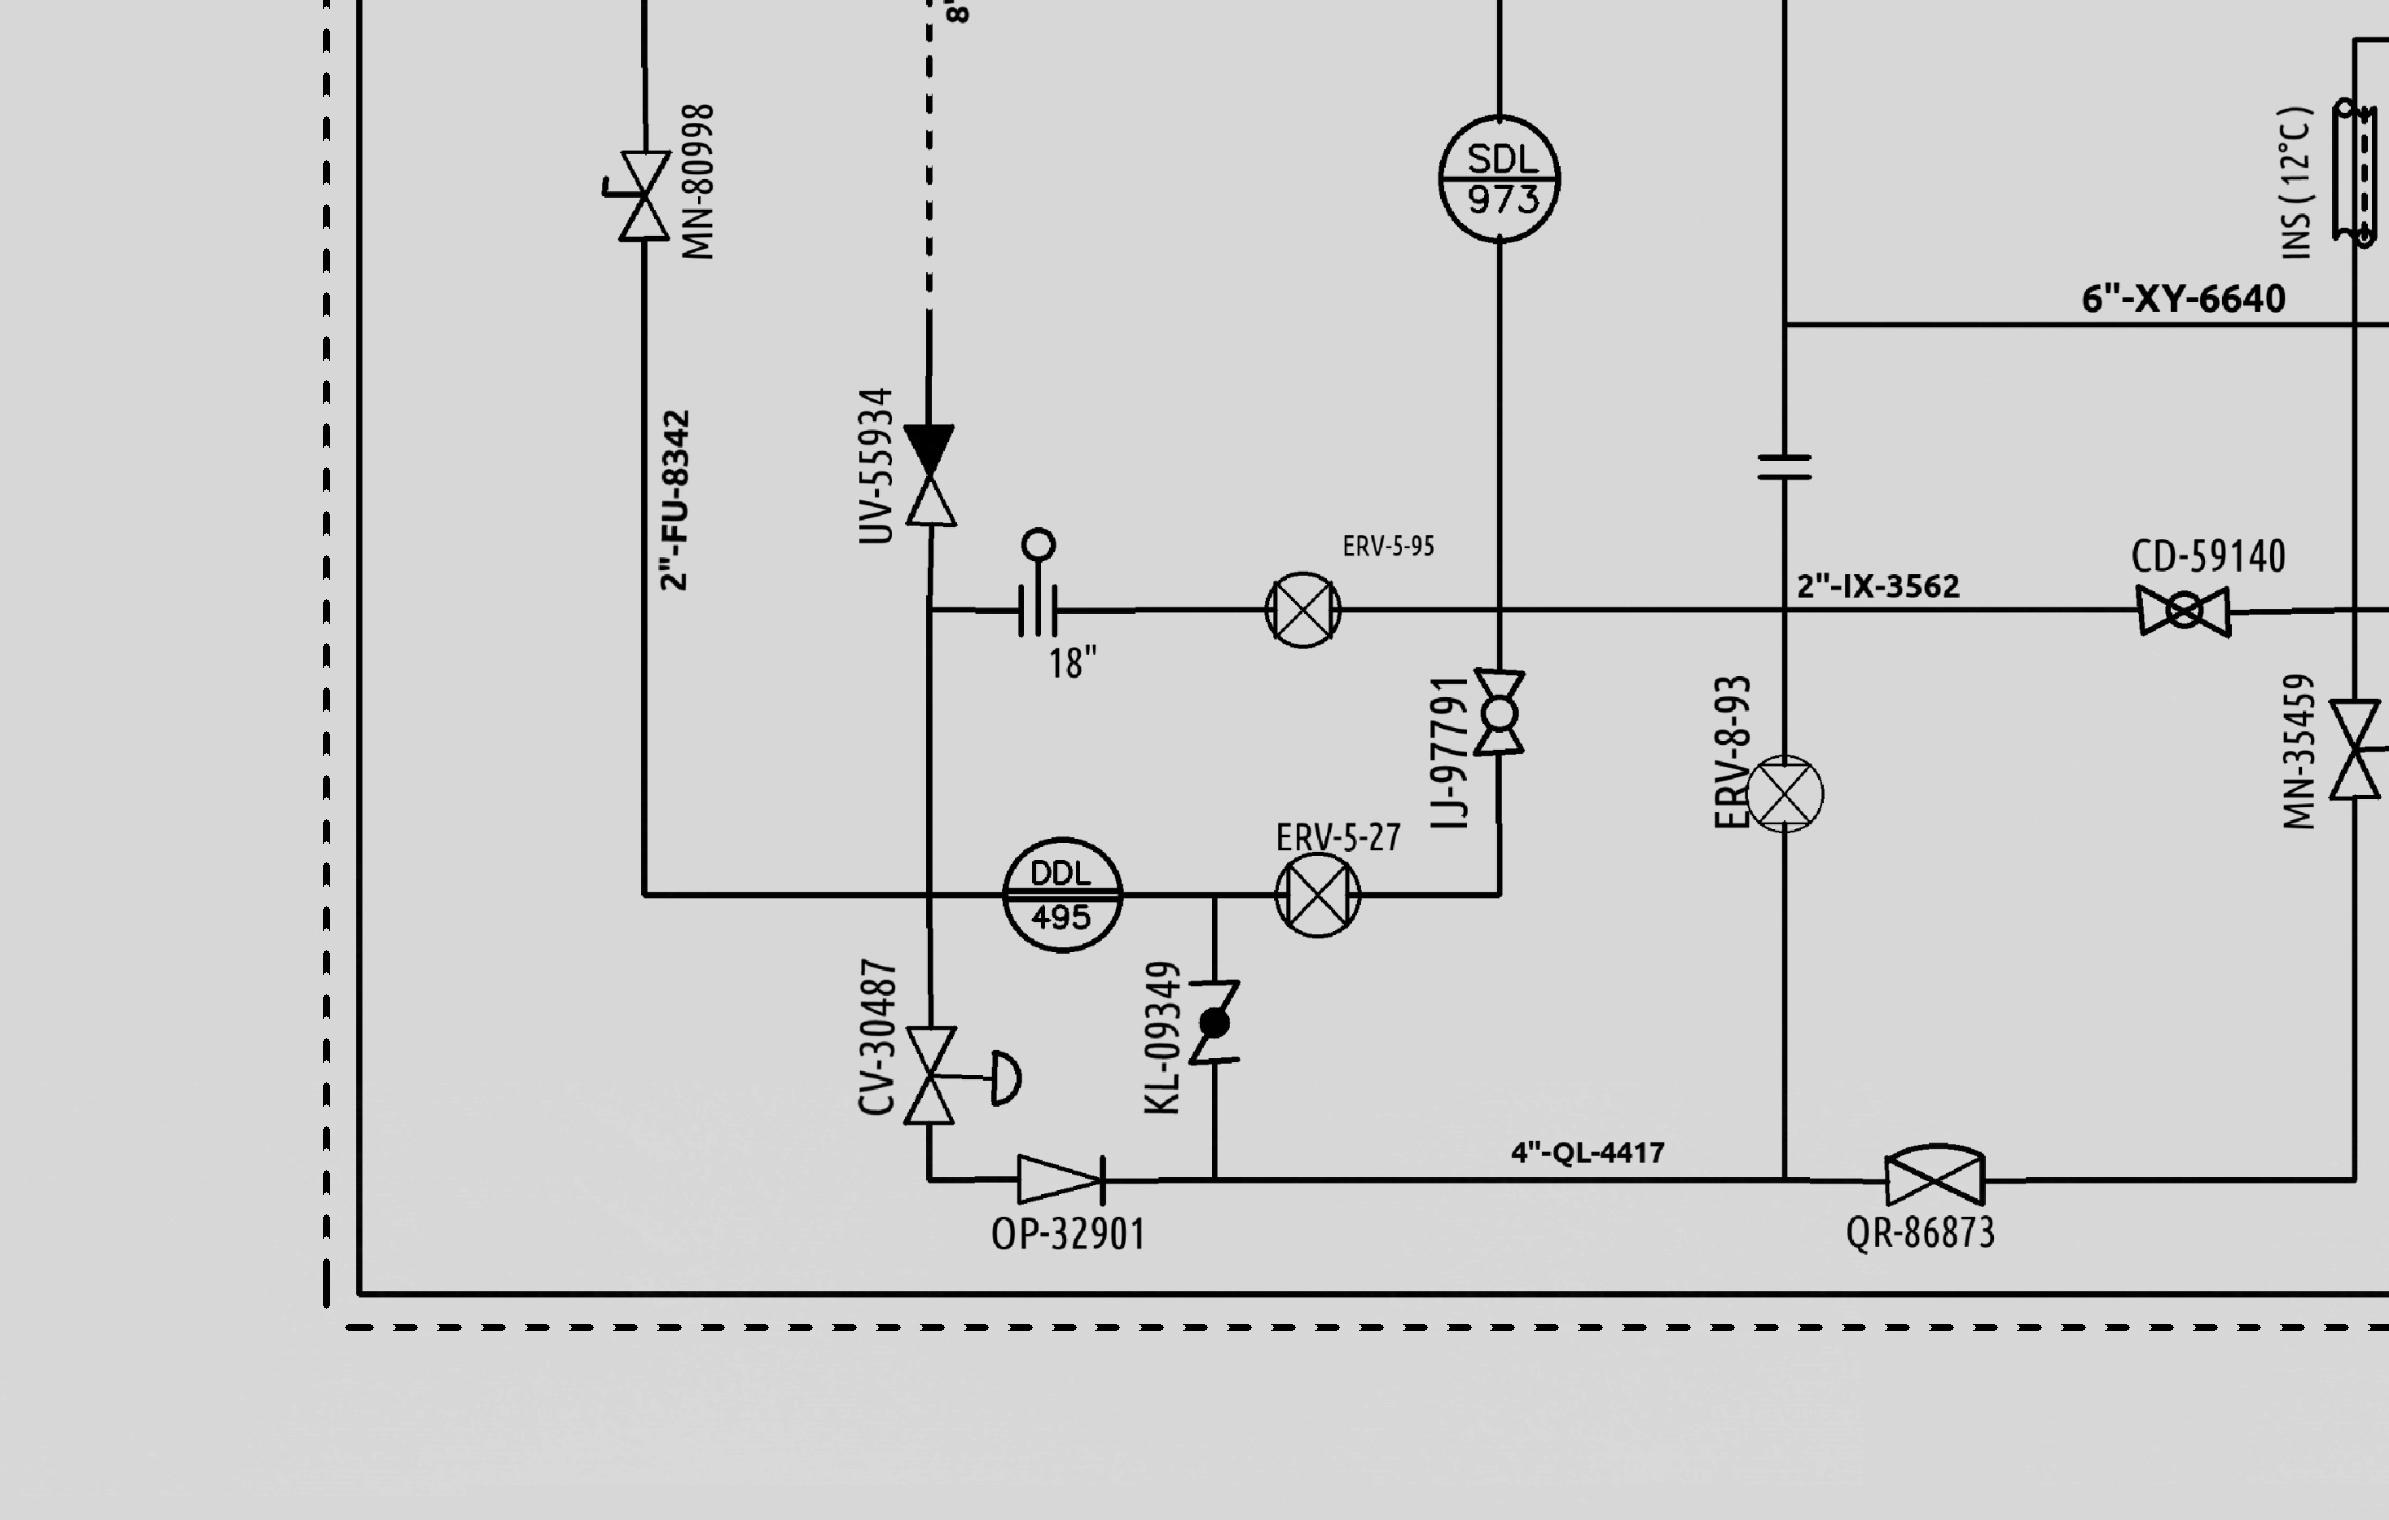 8"
MN-80998
SDL
973
INS(12°C)
6"-XY-6640
2"-FU-8342
UV-55934
ERV-5-95
2"-IX-3562
CD-59140
18"
IJ-97791
ERV-8-93
MN-35459
ERV-5-27
DDL
495
CV-30487
KL-09349
4"-QL-4417
OP-32901
QR-86873